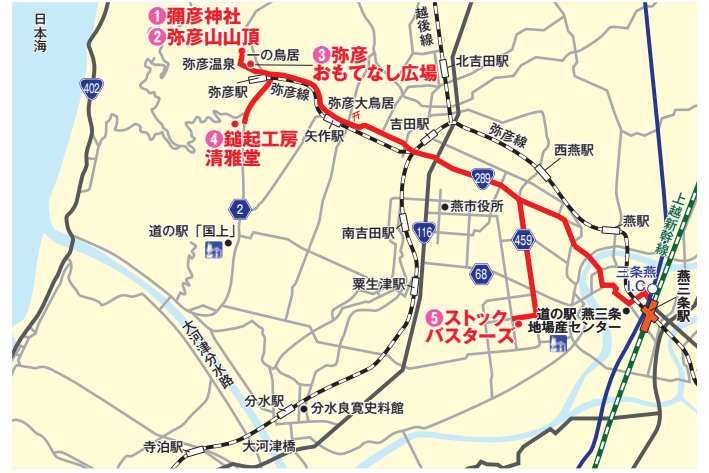 日本海
402
❶彌彦神社
❷弥彦山山頂
一の鳥居
弥彦温泉
弥彦駅
❸弥彦
おもてなし広場
弥彦線
弥彦大鳥居
矢作駅
❹鎚起工房
清雅堂
越後線
北吉田駅
吉田駅
弥彦線
西燕駅
289
燕市役所
燕駅
上越新幹線
2
道の駅「国上」
南吉田駅
116
459
68
粟生津駅
三条燕
I.C
燕三条駅
❺ストック
バスターズ
道の駅 燕三条
地場産センター
大河津分水路
分水駅
分水良寛史料館
寺泊駅
大河津橋